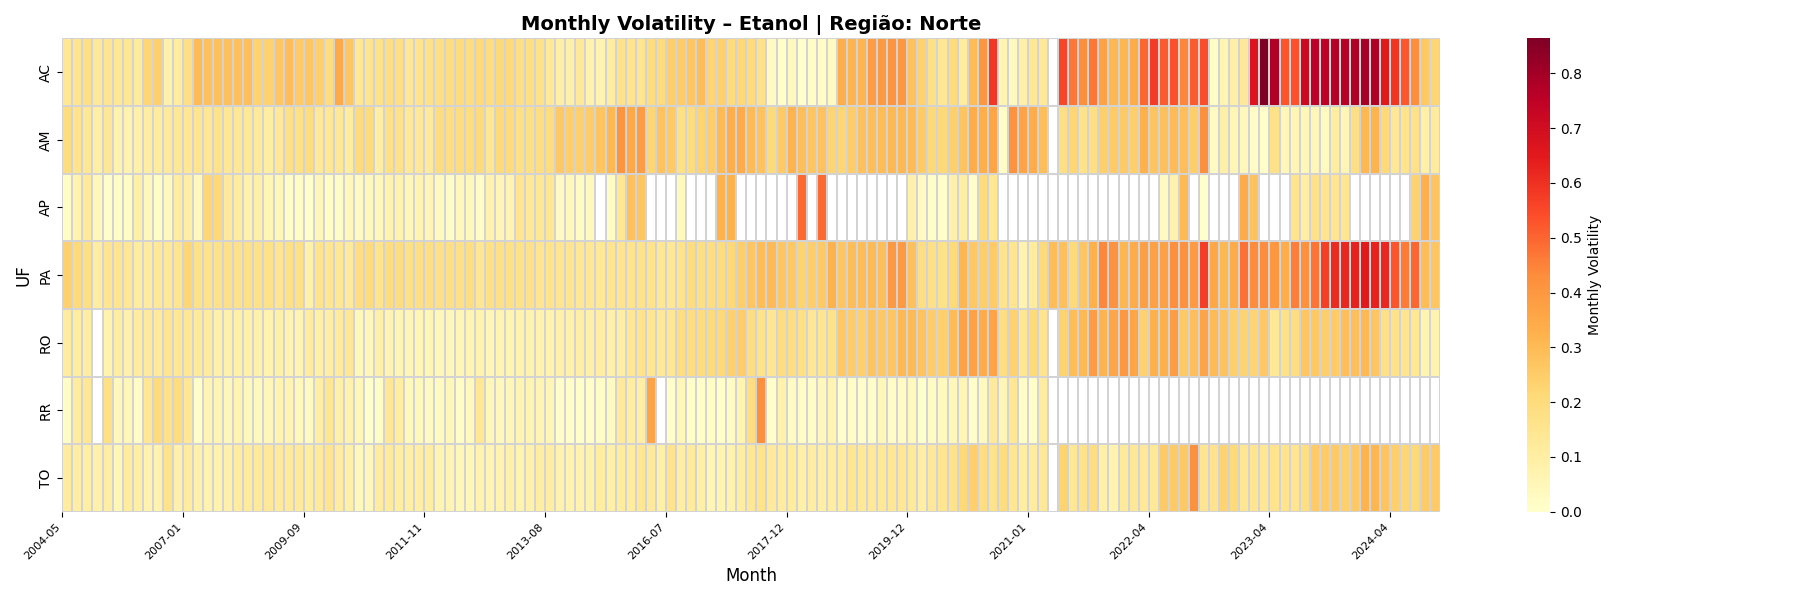 Monthly Volatility – Etanol | Região: Norte
UF
AC
AM
AP
PA
RO
RR
TO
2004-05
2007-01
2009-09
2011-11
2013-08
2016-07
2017-12
2019-12
2021-01
2022-04
2023-04
2024-04
Month
0.8
0.7
0.6
0.5
0.4
0.3
0.2
0.1
0.0
Monthly Volatility